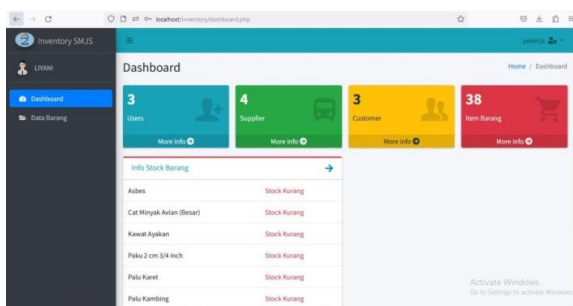 localhost/inventory/dashboard.php
Inventory SMJS
pekerja
LIYANI
Dashboard
Home / Dashboard
Dashboard
Data Barang
3
Users
More info
4
Supplier
More info
3
Customer
More info
38
Item Barang
More info
Info Stock Barang
Asbes Stock Kurang
Cat Minyak Avian (Besar) Stock Kurang
Kawat Ayakan Stock Kurang
Paku 2 cm 3/4 inch Stock Kurang
Palu Karet Stock Kurang
Palu Kambing Stock Kurang
Activate Windows
Go to Settings to activate Windows